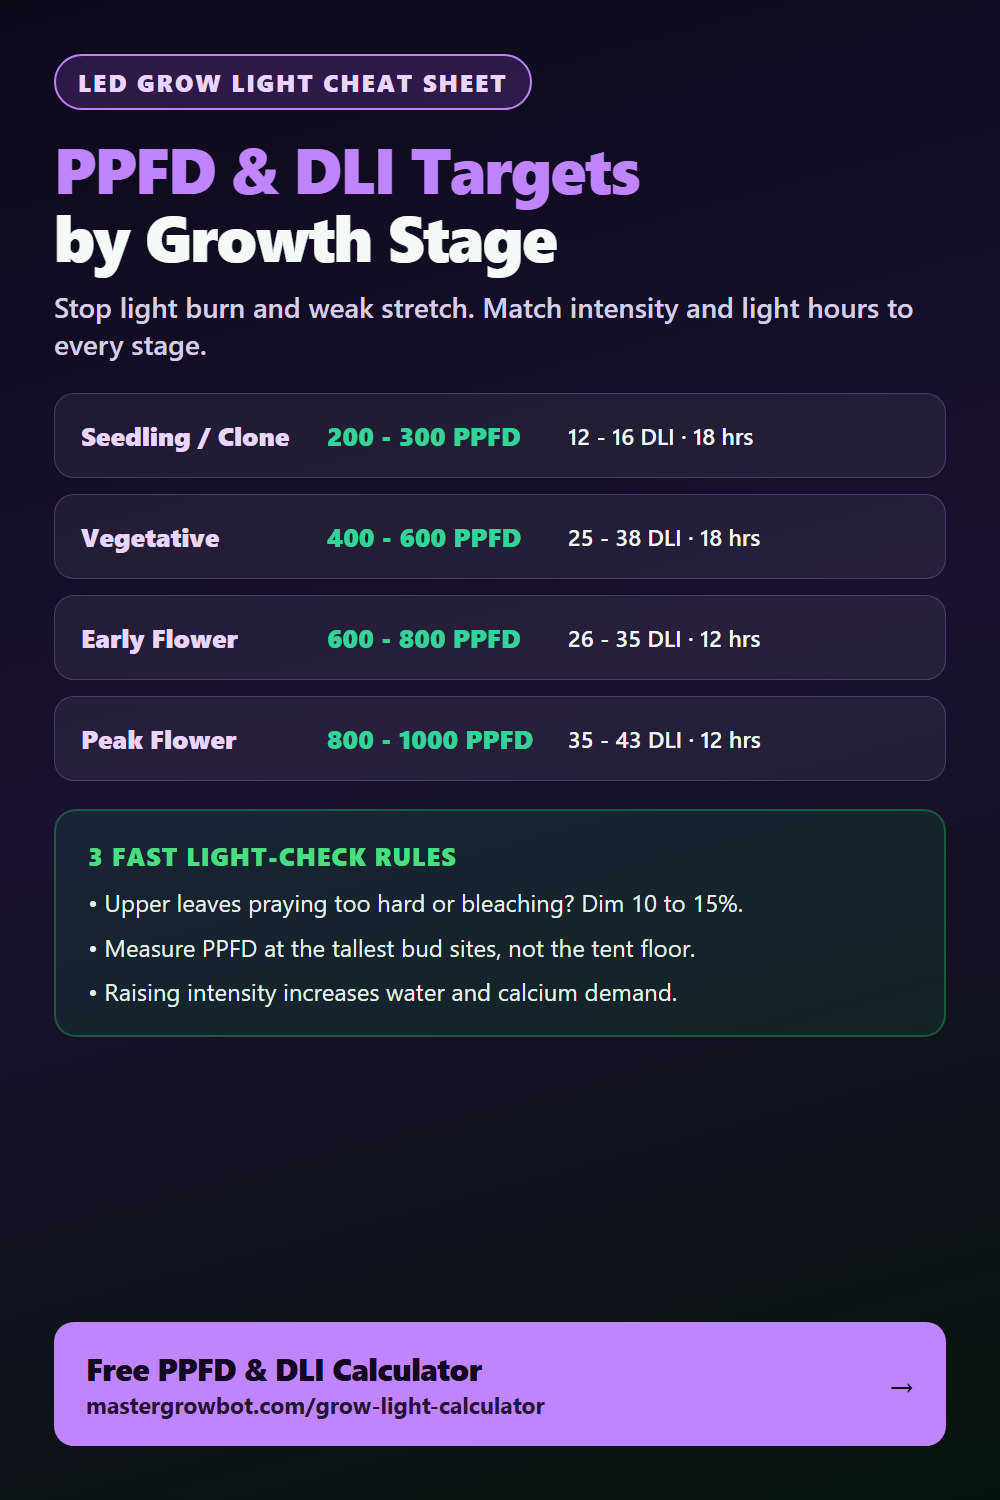 LED GROW LIGHT CHEAT SHEET
PPFD & DLI Targets
by Growth Stage
Stop light burn and weak stretch. Match intensity and light hours to
every stage.
Seedling / Clone 200 - 300 PPFD 12 - 16 DLI · 18 hrs
Vegetative 400 - 600 PPFD 25 - 38 DLI · 18 hrs
Early Flower 600 - 800 PPFD 26 - 35 DLI · 12 hrs
Peak Flower 800 - 1000 PPFD 35 - 43 DLI · 12 hrs
3 FAST LIGHT-CHECK RULES
• Upper leaves praying too hard or bleaching? Dim 10 to 15%.
• Measure PPFD at the tallest bud sites, not the tent floor.
• Raising intensity increases water and calcium demand.
Free PPFD & DLI Calculator
mastergrowbot.com/grow-light-calculator →